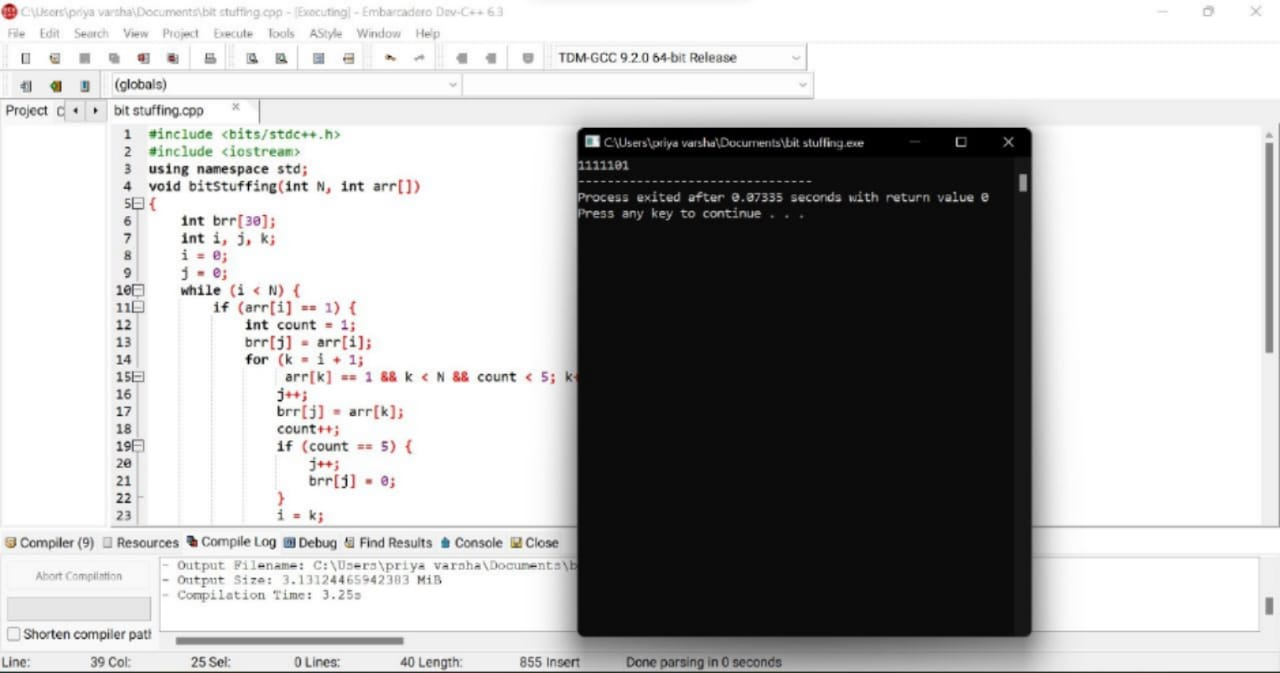 C:\Users\priya varsha\Documents\bit stuffing.cpp - [Executing] - Embarcadero Dev-C++ 6.3
File Edit Search View Project Execute Tools AStyle Window Help
TDM-GCC 9.2.0 64-bit Release
(globals)
Project C
bit stuffing.cpp
1 #include <bits/stdc++.h>
2 #include <iostream>
3 using namespace std;
4 void bitStuffing(int N, int arr[])
5 {
6 int brr[30];
7 int i, j, k;
8 i = 0;
9 j = 0;
10 while (i < N) {
11 if (arr[i] == 1) {
12 int count = 1;
13 brr[j] = arr[i];
14 for (k = i + 1;
15 arr[k] == 1 && k < N && count < 5; k+
16 j++;
17 brr[j] = arr[k];
18 count++;
19 if (count == 5) {
20 j++;
21 brr[j] = 0;
22 }
23 i = k;
C:\Users\priya varsha\Documents\bit stuffing.exe
1111101
--------------------------------
Process exited after 0.07335 seconds with return value 0
Press any key to continue . . .
Compiler (9) Resources Compile Log Debug Find Results Console Close
Abort Compilation
Shorten compiler path
- Output Filename: C:\Users\priya varsha\Documents\b
- Output Size: 3.13124465942383 MiB
- Compilation Time: 3.25s
Line: 39 Col: 25 Sel: 0 Lines: 40 Length: 855 Insert Done parsing in 0 seconds